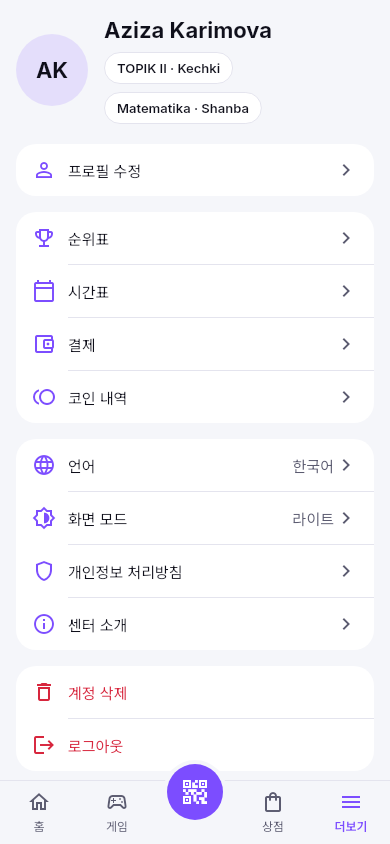 Aziza Karimova
AK
TOPIK II · Kechki
Matematika · Shanba
프로필 수정
순위표
시간표
결제
코인 내역
언어 한국어
화면 모드 라이트
개인정보 처리방침
센터 소개
계정 삭제
로그아웃
홈 게임 상점 더보기